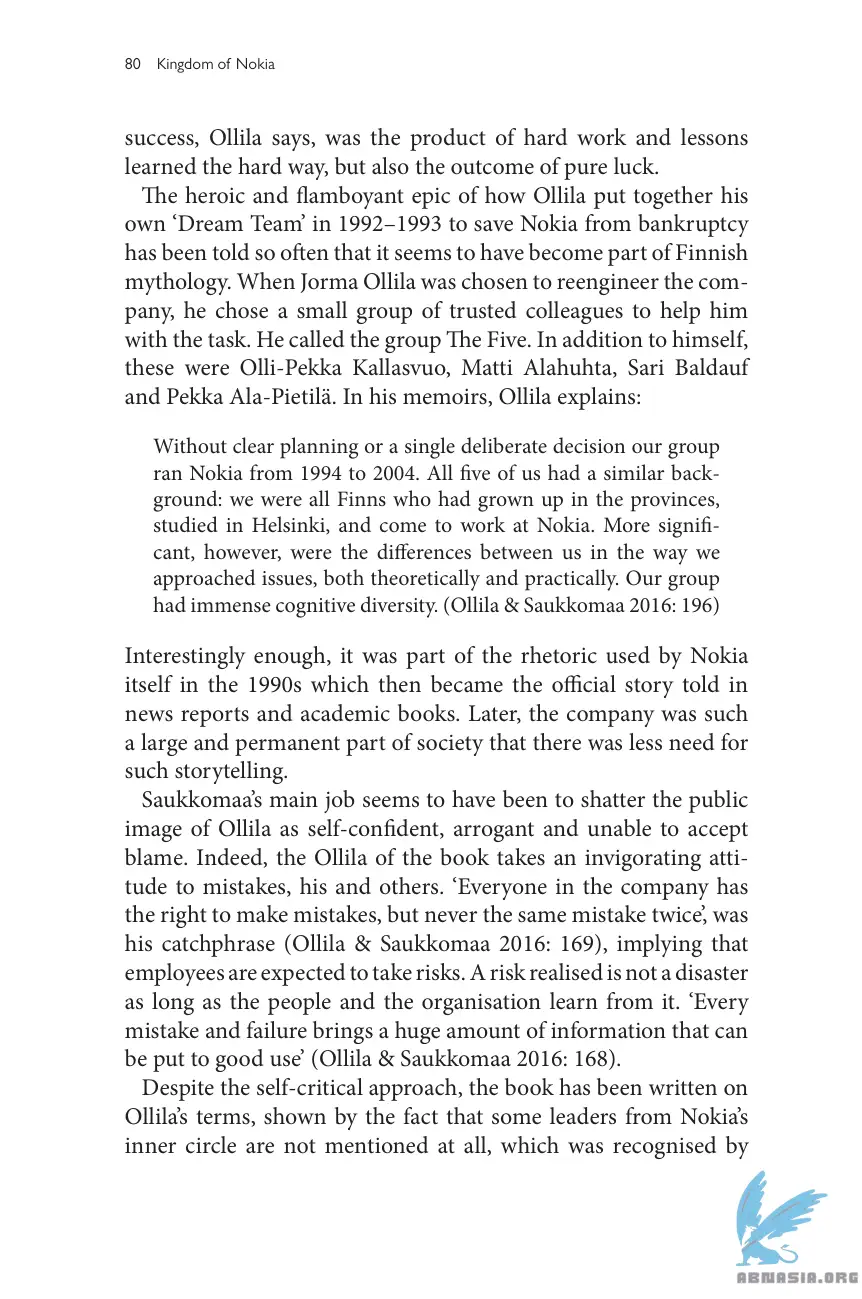 80 Kingdom of Nokia
success, Ollila says, was the product of hard work and lessons
learned the hard way, but also the outcome of pure luck.
The heroic and flamboyant epic of how Ollila put together his
own ‘Dream Team’ in 1992–1993 to save Nokia from bankruptcy
has been told so often that it seems to have become part of Finnish
mythology. When Jorma Ollila was chosen to reengineer the com-
pany, he chose a small group of trusted colleagues to help him
with the task. He called the group The Five. In addition to himself,
these were Olli-Pekka Kallasvuo, Matti Alahuhta, Sari Baldauf
and Pekka Ala-Pietilä. In his memoirs, Ollila explains:
Without clear planning or a single deliberate decision our group
ran Nokia from 1994 to 2004. All five of us had a similar back-
ground: we were all Finns who had grown up in the provinces,
studied in Helsinki, and come to work at Nokia. More signifi-
cant, however, were the differences between us in the way we
approached issues, both theoretically and practically. Our group
had immense cognitive diversity. (Ollila & Saukkomaa 2016: 196)
Interestingly enough, it was part of the rhetoric used by Nokia
itself in the 1990s which then became the official story told in
news reports and academic books. Later, the company was such
a large and permanent part of society that there was less need for
such storytelling.
Saukkomaa’s main job seems to have been to shatter the public
image of Ollila as self-confident, arrogant and unable to accept
blame. Indeed, the Ollila of the book takes an invigorating atti-
tude to mistakes, his and others. ‘Everyone in the company has
the right to make mistakes, but never the same mistake twice’, was
his catchphrase (Ollila & Saukkomaa 2016: 169), implying that
employees are expected to take risks. A risk realised is not a disaster
as long as the people and the organisation learn from it. ‘Every
mistake and failure brings a huge amount of information that can
be put to good use’ (Ollila & Saukkomaa 2016: 168).
Despite the self-critical approach, the book has been written on
Ollila’s terms, shown by the fact that some leaders from Nokia’s
inner circle are not mentioned at all, which was recognised by
ABNASIA.ORG